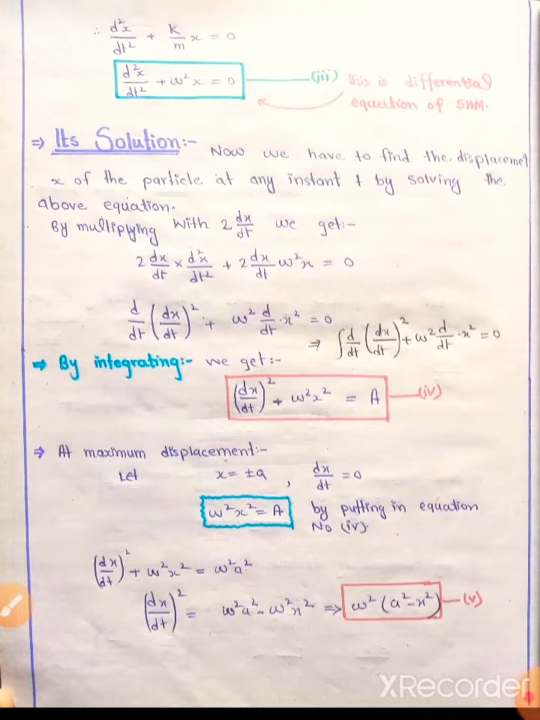 ∴ d²x/dt² + K/m x = 0
d²x/dt² + ω²x = 0 —(iii) This is differential
equation of SHM.
⇒ Its Solution:- Now we have to find the displacemet
x of the particle at any instant t by solving the
above equation.
By multiplying with 2 dx/dt we get:-
2 dx/dt × d²x/dt² + 2 dx/dt ω²x = 0
d/dt (dx/dt)² + ω² d/dt · x² = 0
⇒ ∫ d/dt (dx/dt)² + ω² d/dt · x² = 0
⇒ By integrating:- we get:-
(dx/dt)² + ω²x² = A —(iv)
⇒ At maximum displacement:-
Let x = ±a , dx/dt = 0
ω²x² = A by putting in equation
No (iv)
(dx/dt)² + ω²x² = ω²a²
(dx/dt)² = ω²a² - ω²x² ⇒ ω² (a² - x²) —(v)
XRecorder